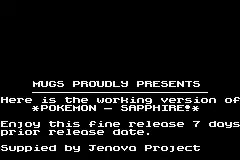 MUGS PROUDLY PRESENTS
Here is the working version of
*POKEMON - SAPPHIRE!*
Enjoy this fine release 7 days
prior release date.
Suppied by Jenova Project